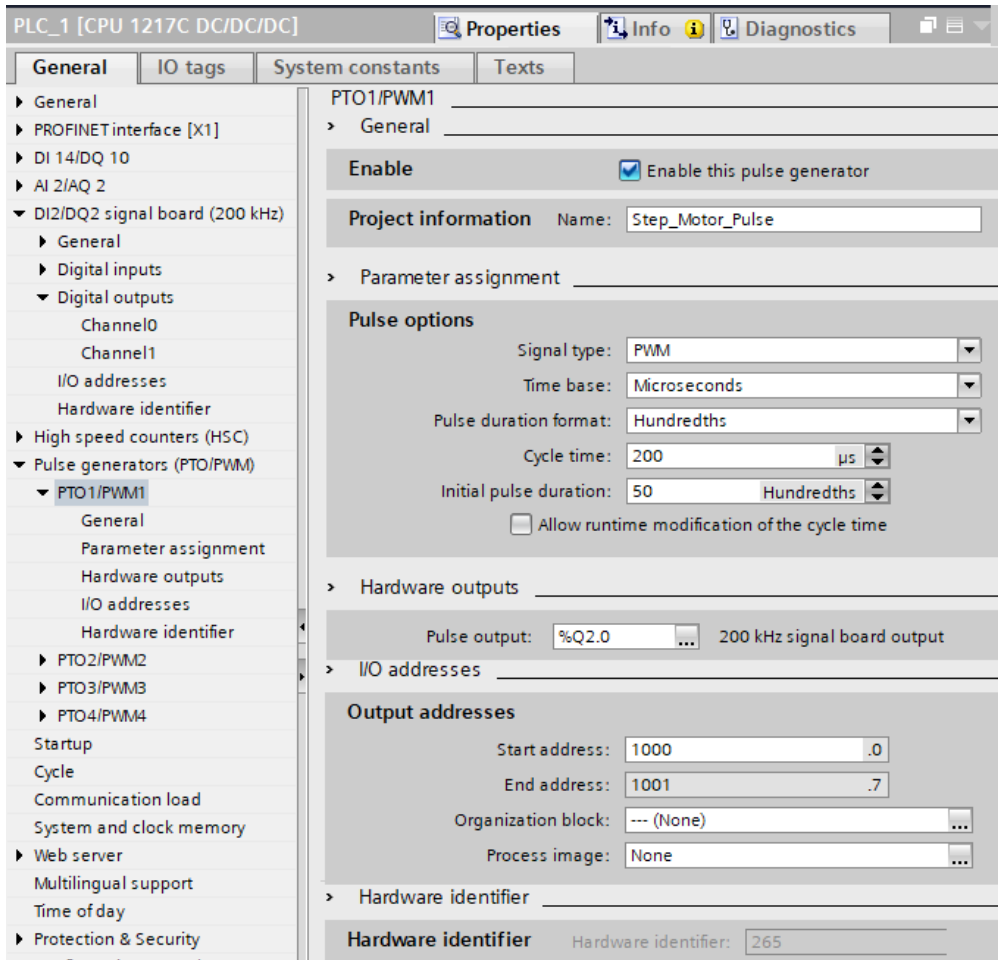 PLC_1 [CPU 1217C DC/DC/DC]
Properties
Info
Diagnostics
General
IO tags
System constants
Texts
General
PROFINET interface [X1]
DI 14/DQ 10
AI 2/AQ 2
DI2/DQ2 signal board (200 kHz)
General
Digital inputs
Digital outputs
Channel0
Channel1
I/O addresses
Hardware identifier
High speed counters (HSC)
Pulse generators (PTO/PWM)
PTO1/PWM1
General
Parameter assignment
Hardware outputs
I/O addresses
Hardware identifier
PTO2/PWM2
PTO3/PWM3
PTO4/PWM4
Startup
Cycle
Communication load
System and clock memory
Web server
Multilingual support
Time of day
Protection & Security
PTO1/PWM1
General
Enable
Enable this pulse generator
Project information Name: Step_Motor_Pulse
Parameter assignment
Pulse options
Signal type: PWM
Time base: Microseconds
Pulse duration format: Hundredths
Cycle time: 200 µs
Initial pulse duration: 50 Hundredths
Allow runtime modification of the cycle time
Hardware outputs
Pulse output: %Q2.0 ... 200 kHz signal board output
I/O addresses
Output addresses
Start address: 1000 .0
End address: 1001 .7
Organization block: --- (None) ...
Process image: None ...
Hardware identifier
Hardware identifier Hardware identifier: 265